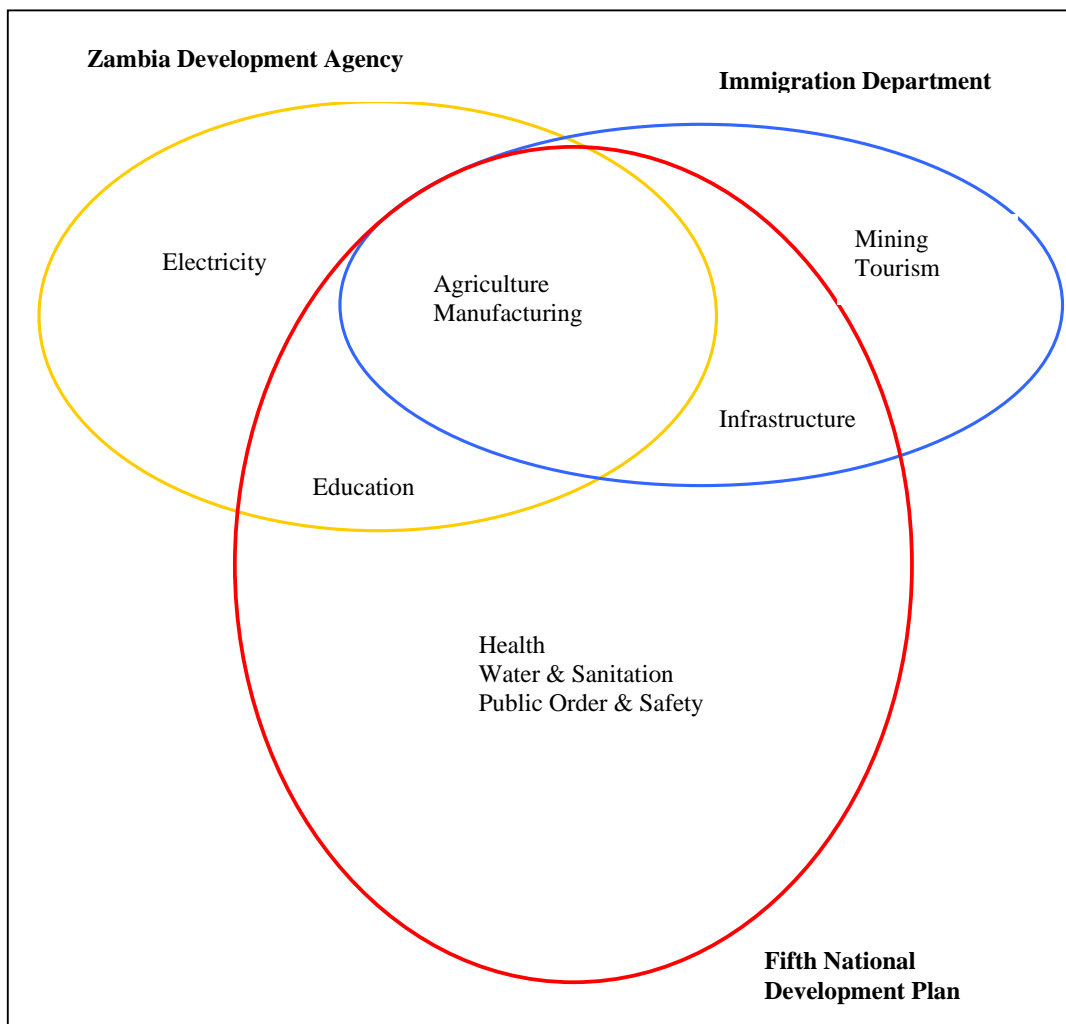 Zambia Development Agency
Immigration Department
Electricity
Mining
Tourism
Agriculture
Manufacturing
Infrastructure
Education
Health
Water & Sanitation
Public Order & Safety
Fifth National
Development Plan